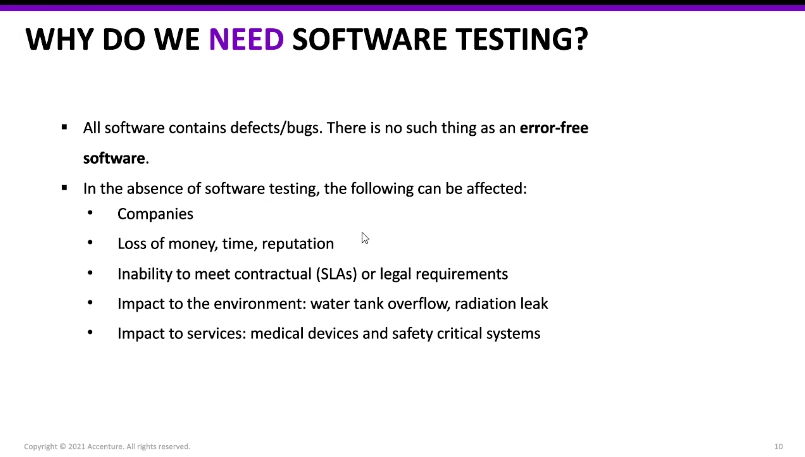 WHY DO WE NEED SOFTWARE TESTING?
▪ All software contains defects/bugs. There is no such thing as an error-free
software.
▪ In the absence of software testing, the following can be affected:
• Companies
• Loss of money, time, reputation
• Inability to meet contractual (SLAs) or legal requirements
• Impact to the environment: water tank overflow, radiation leak
• Impact to services: medical devices and safety critical systems
Copyright © 2021 Accenture. All rights reserved.
10